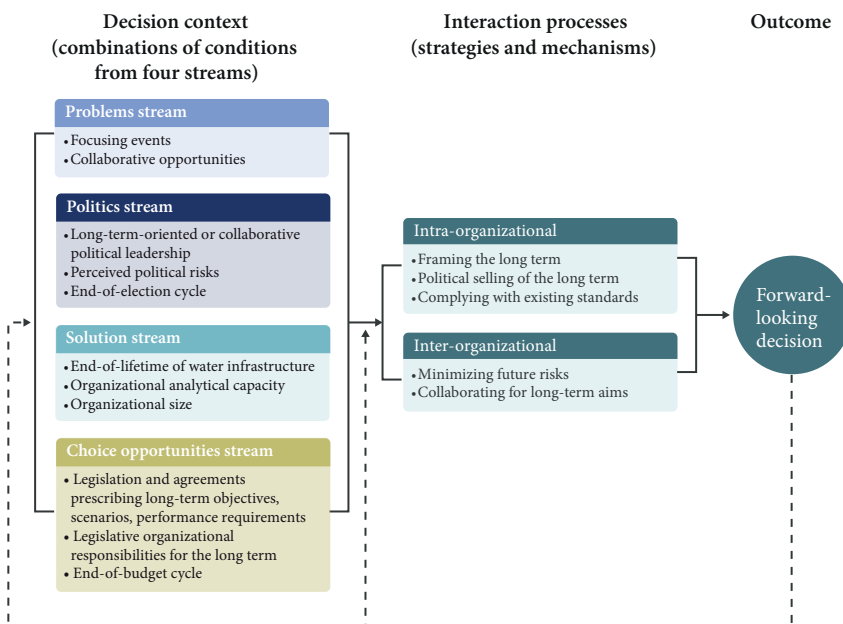 Decision context
(combinations of conditions
from four streams)
Interaction processes
(strategies and mechanisms)
Outcome
Problems stream
•Focusing events
•Collaborative opportunities
Politics stream
•Long-term-oriented or collaborative
political leadership
•Perceived political risks
•End-of-election cycle
Solution stream
•End-of-lifetime of water infrastructure
•Organizational analytical capacity
•Organizational size
Choice opportunities stream
• Legislation and agreements
prescribing long-term objectives,
scenarios, performance requirements
• Legislative organizational
responsibilities for the long term
• End-of-budget cycle
Intra-organizational
•Framing the long term
•Political selling of the long term
•Complying with existing standards
Inter-organizational
•Minimizing future risks
•Collaborating for long-term aims
Forward-
looking
decision